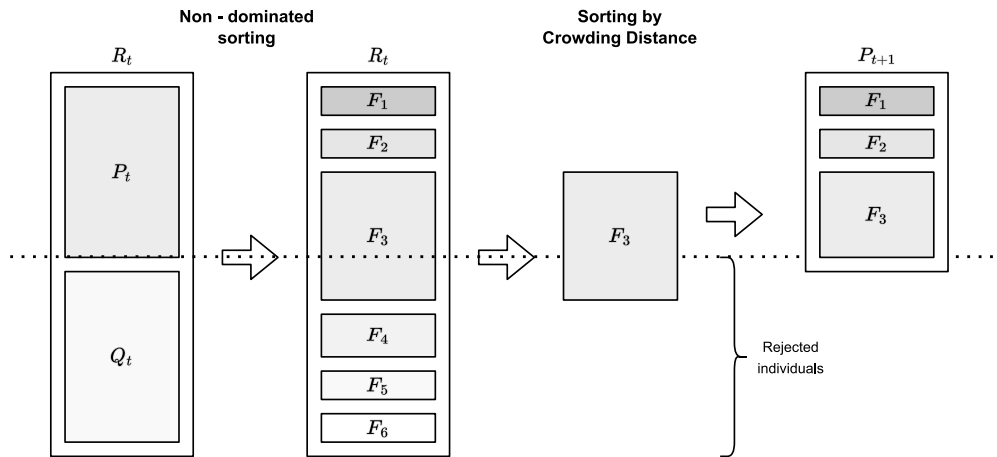 Non - dominated
sorting
Sorting by
Crowding Distance
R_t
R_t
P_{t+1}
P_t
Q_t
F_1
F_2
F_3
F_4
F_5
F_6
F_3
F_1
F_2
F_3
Rejected
individuals